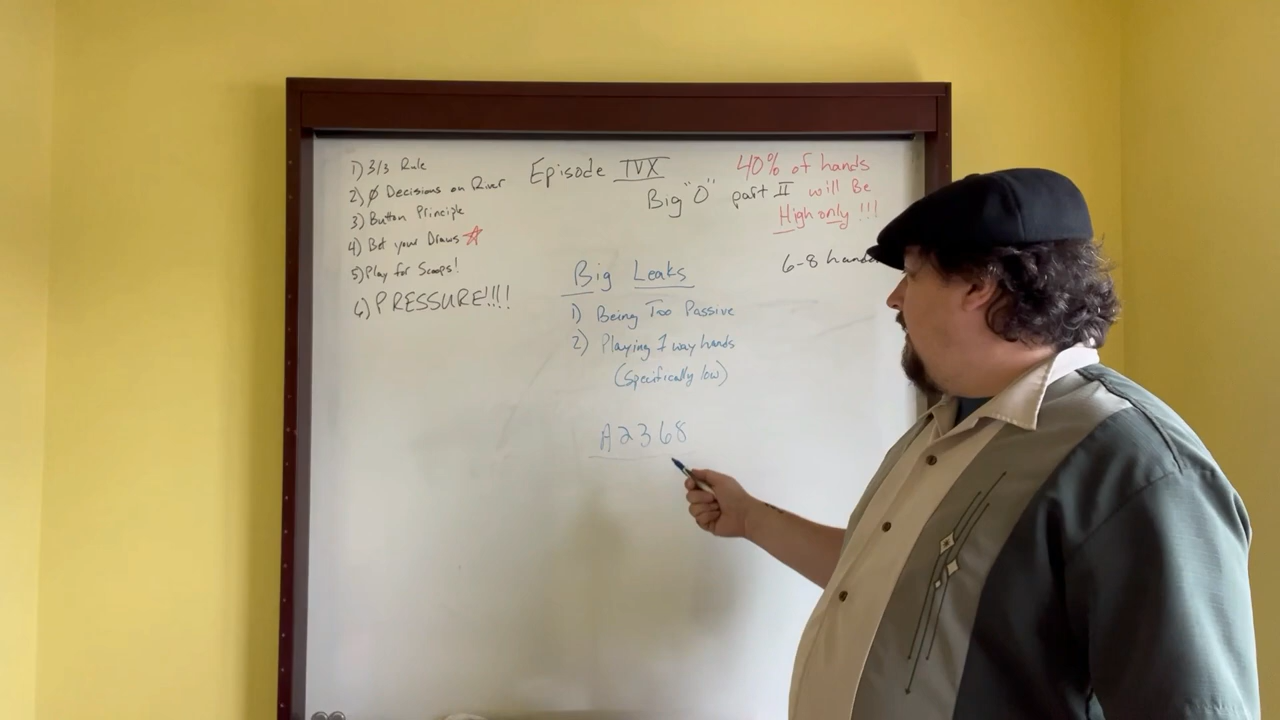 1) 3/3 Rule
2) Ø Decisions on River
3) Button Principle
4) Bet your Draws ☆
5) Play for Scoops!
6) PRESSURE!!!!
Episode IVX
Big "O" part II
40% of hands
will Be
High only !!!
6-8
Big Leaks
1) Being Too Passive
2) Playing 1 way hands
(Specifically low)
A2368